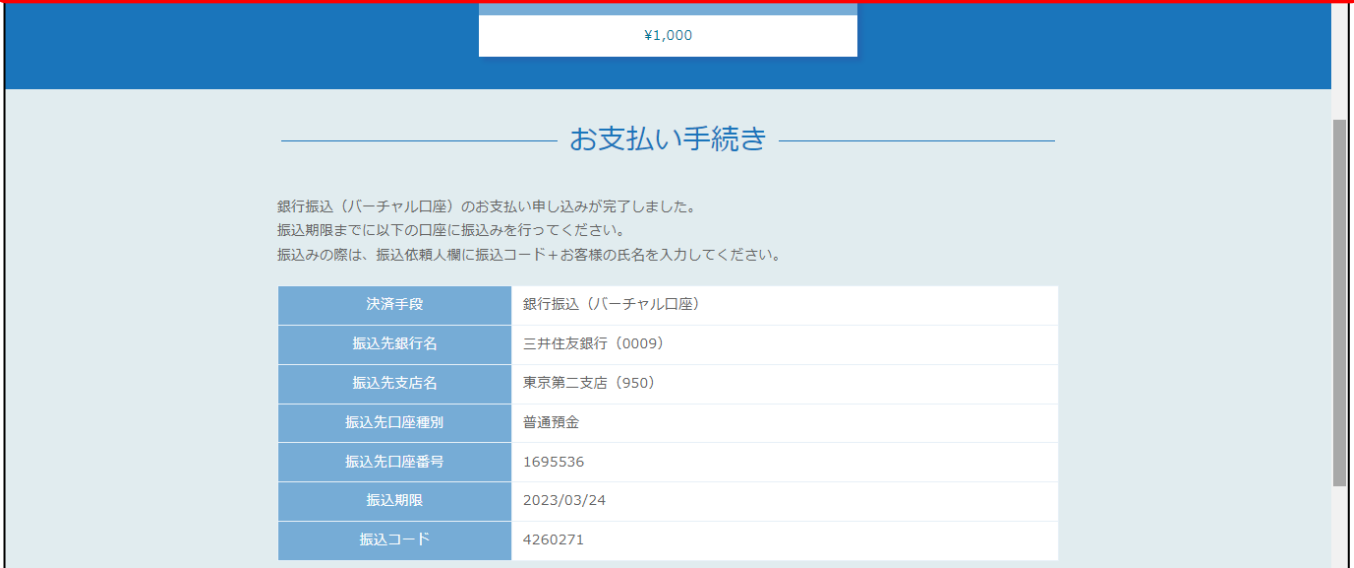 ¥1,000
お支払い手続き
銀行振込（バーチャル口座）のお支払い申し込みが完了しました。
振込期限までに以下の口座に振込みを行ってください。
振込みの際は、振込依頼人欄に振込コード＋お客様の氏名を入力してください。
決済手段 銀行振込（バーチャル口座）
振込先銀行名 三井住友銀行（0009）
振込先支店名 東京第二支店（950）
振込先口座種別 普通預金
振込先口座番号 1695536
振込期限 2023/03/24
振込コード 4260271